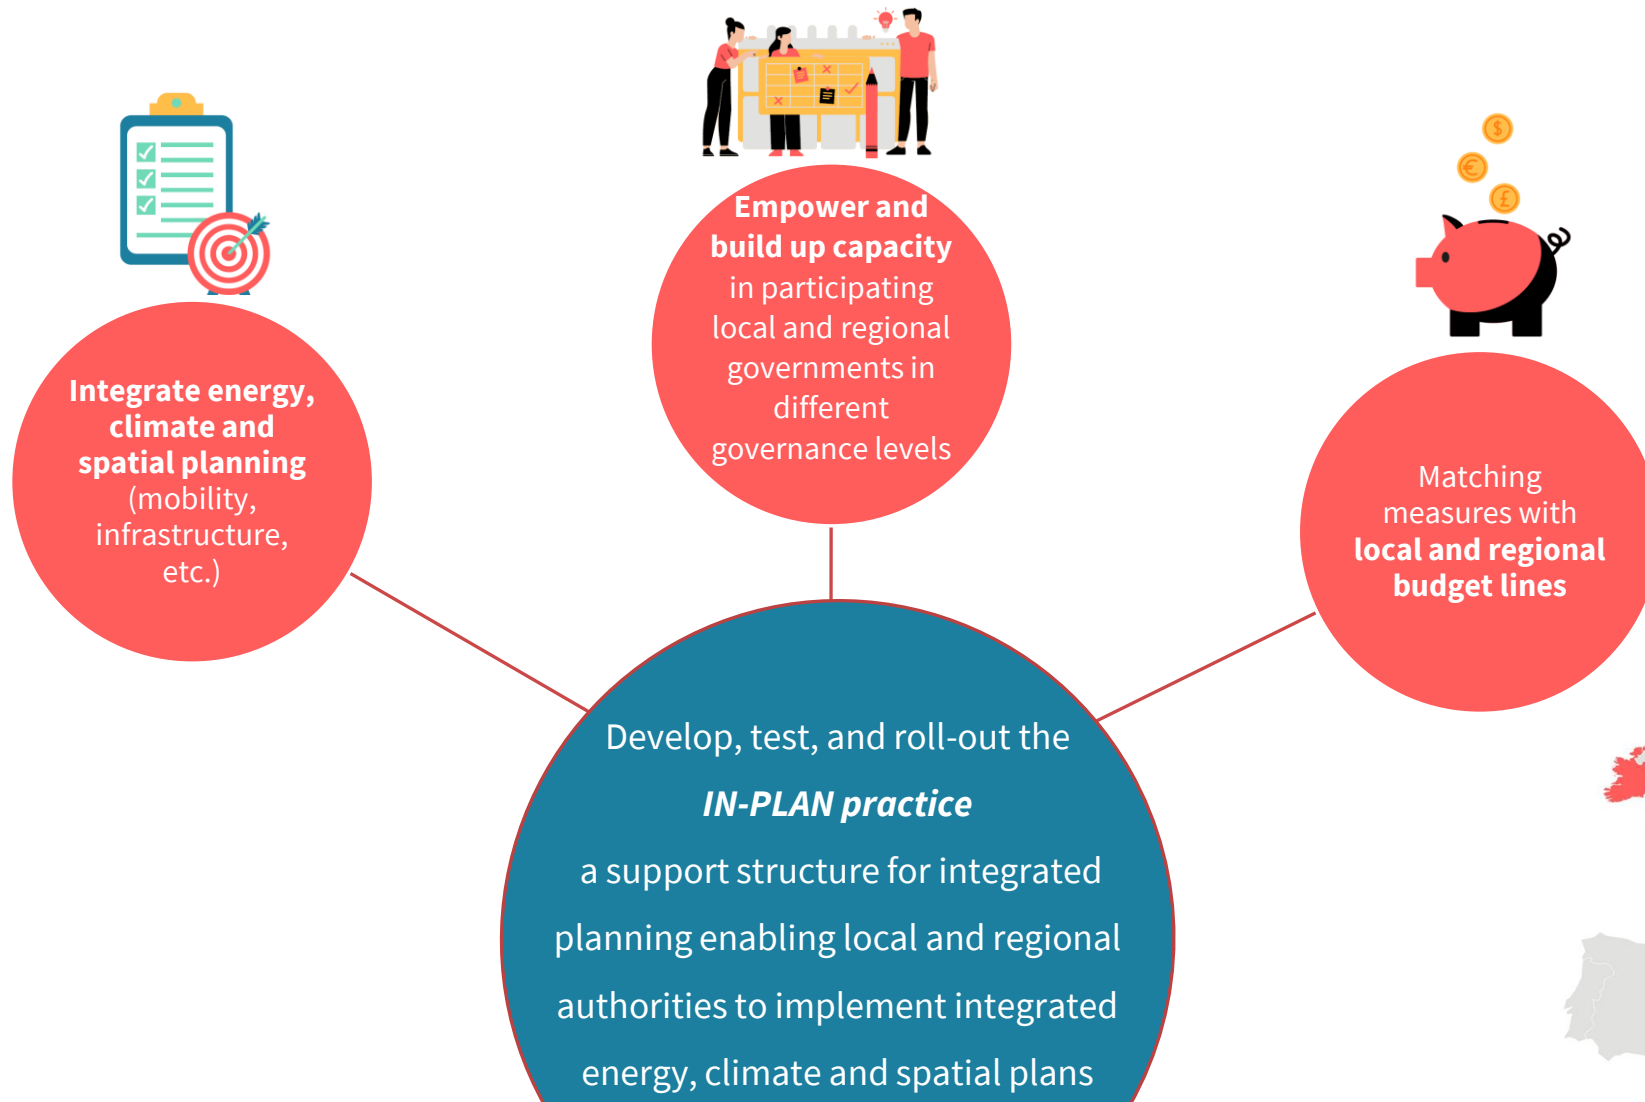 Empower and
build up capacity
in participating
local and regional
governments in
different
governance levels
Integrate energy,
climate and
spatial planning
(mobility,
infrastructure,
etc.)
Matching
measures with
local and regional
budget lines
Develop, test, and roll-out the
IN-PLAN practice
a support structure for integrated
planning enabling local and regional
authorities to implement integrated
energy, climate and spatial plans